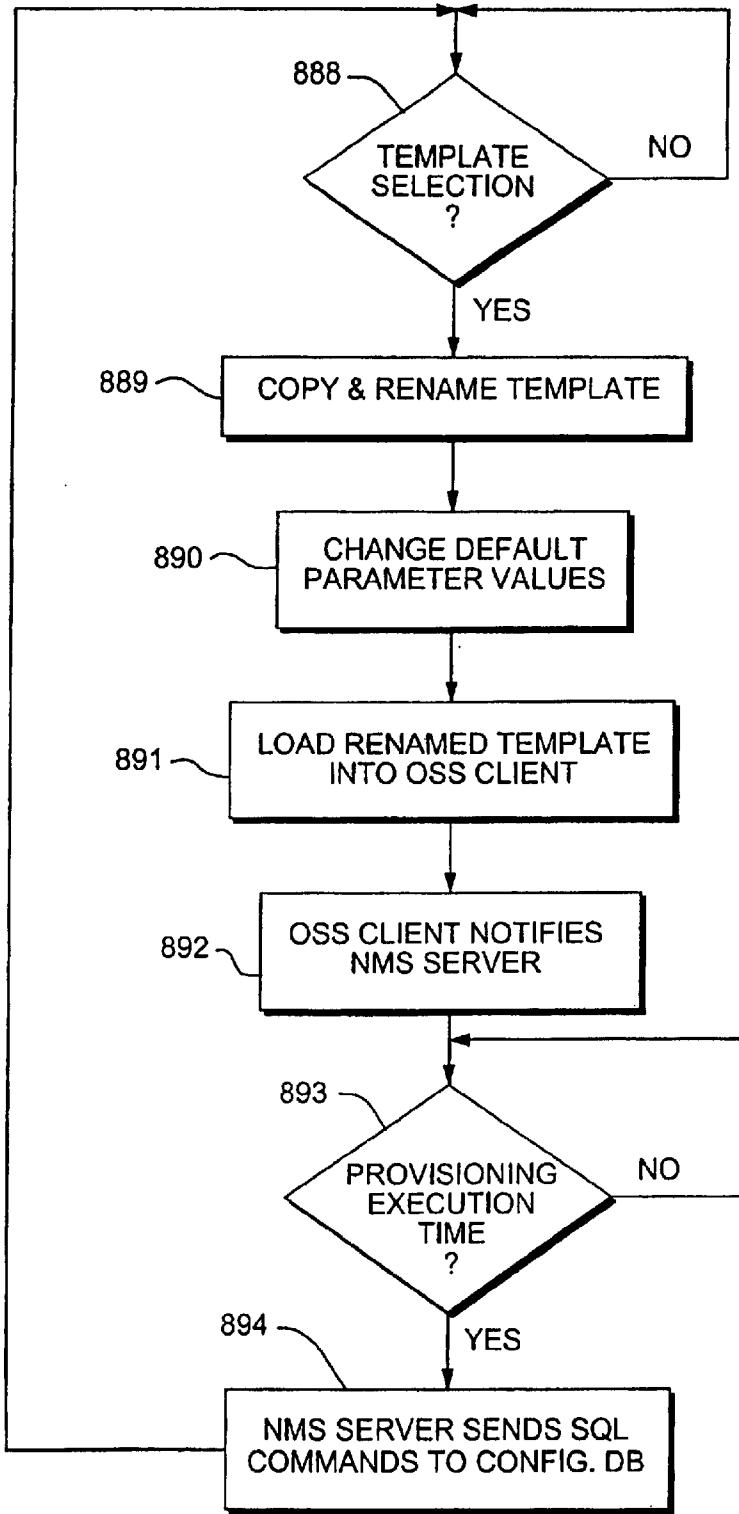 888
TEMPLATE
SELECTION
?
NO
YES
889
COPY & RENAME TEMPLATE
890
CHANGE DEFAULT
PARAMETER VALUES
891
LOAD RENAMED TEMPLATE
INTO OSS CLIENT
892
OSS CLIENT NOTIFIES
NMS SERVER
893
PROVISIONING
EXECUTION
TIME
?
NO
YES
894
NMS SERVER SENDS SQL
COMMANDS TO CONFIG. DB